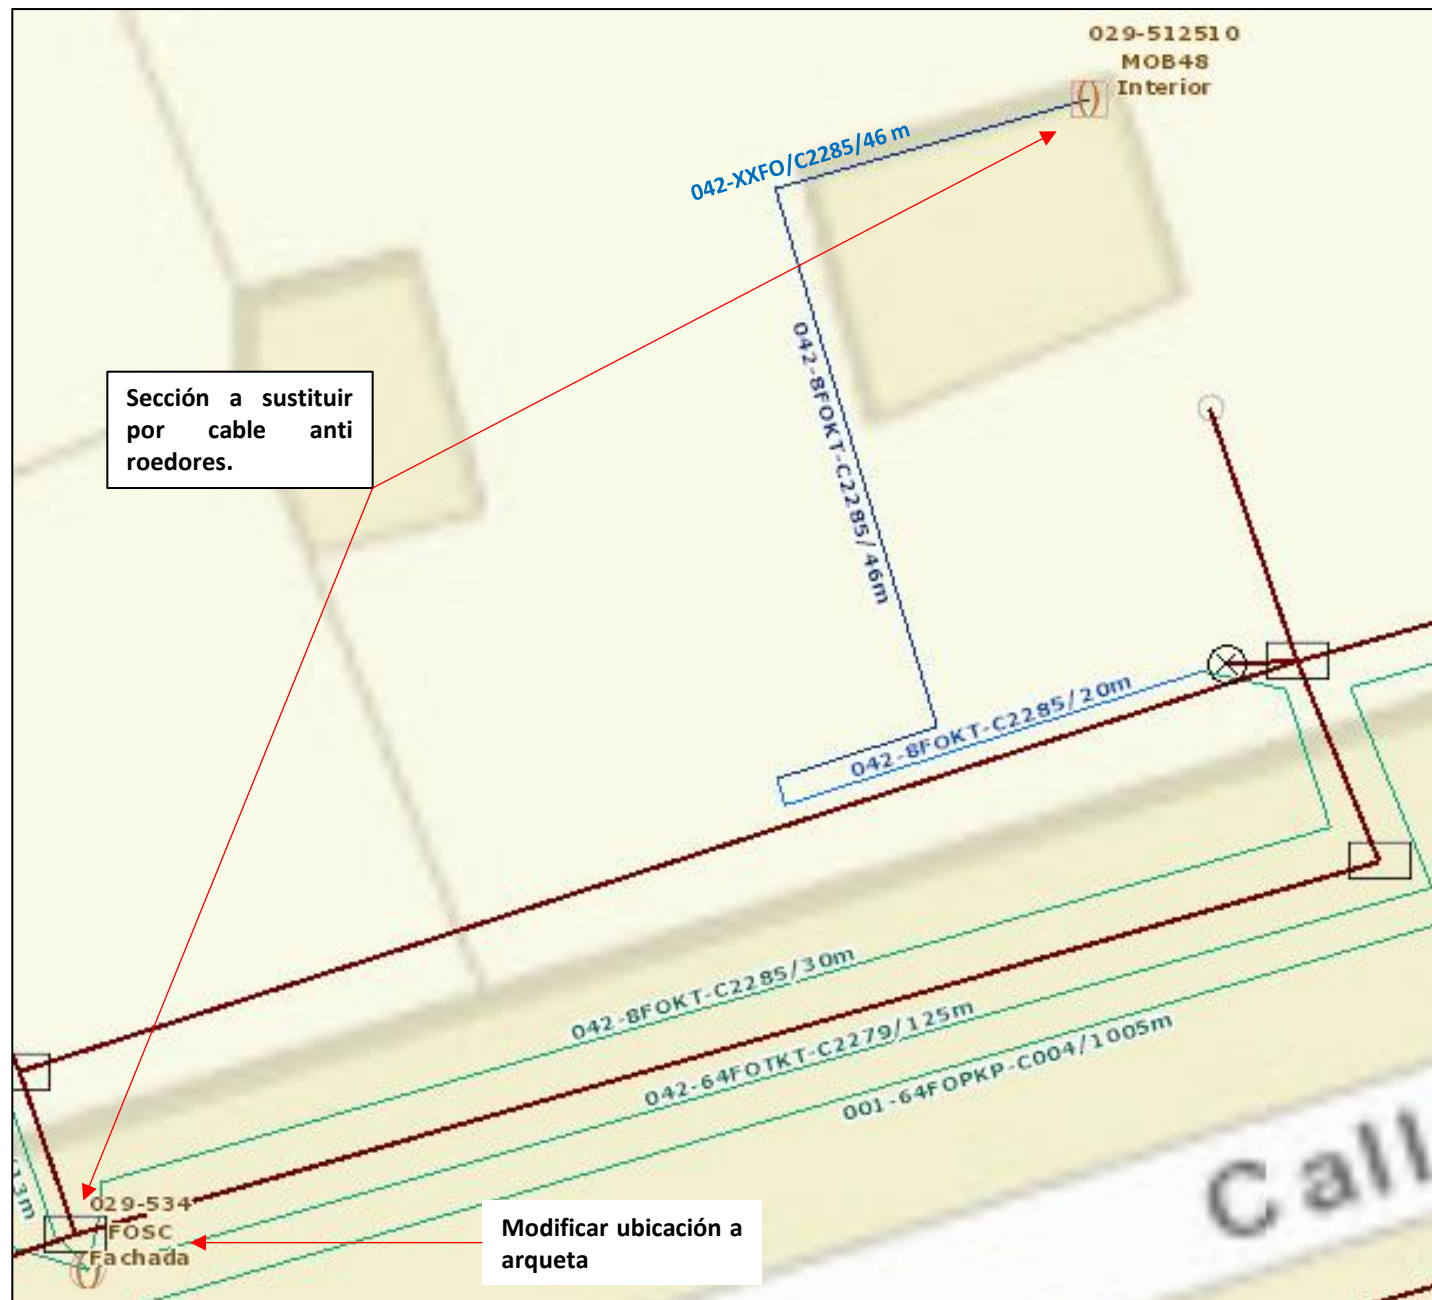 029-512510
MOB48
Interior
042-XXFO/C2285/46 m
042-8FOKT-C2285/46m
Sección a sustituir
por cable anti
roedores.
042-8FOKT-C2285/20m
042-8FOKT-C2285/30m
042-64FOTKT-C2279/125m
001-64FOPKP-C004/1005m
13m
029-534
FOSC
Fachada
Modificar ubicación a
arqueta
Call